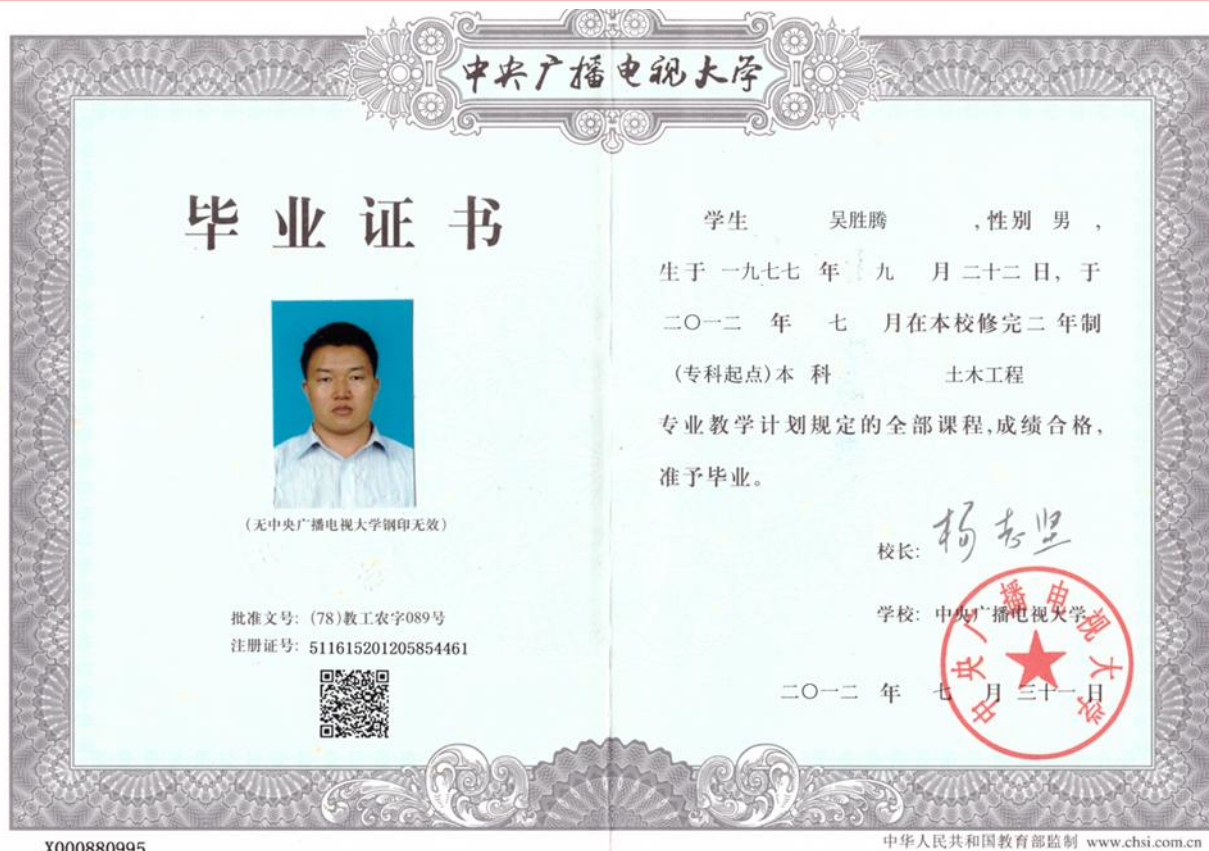 中央广播电视大学
毕业证书
(无中央广播电视大学钢印无效)
批准文号: (78)教工农字089号
注册证号: 511615201205854461
X000880995
学生 吴胜腾 ,性别 男 ,
生于 一九七七 年 九 月 二十二 日, 于
二〇一二 年 七 月在本校修完二 年制
(专科起点)本 科 土木工程
专业教学计划规定的全部课程,成绩合格,
准予毕业。
校长: 杨志坚
学校: 中央广播电视大学
二〇一二 年 七 月 三十一 日
中央广播电视大学
中华人民共和国教育部监制 www.chsi.com.cn